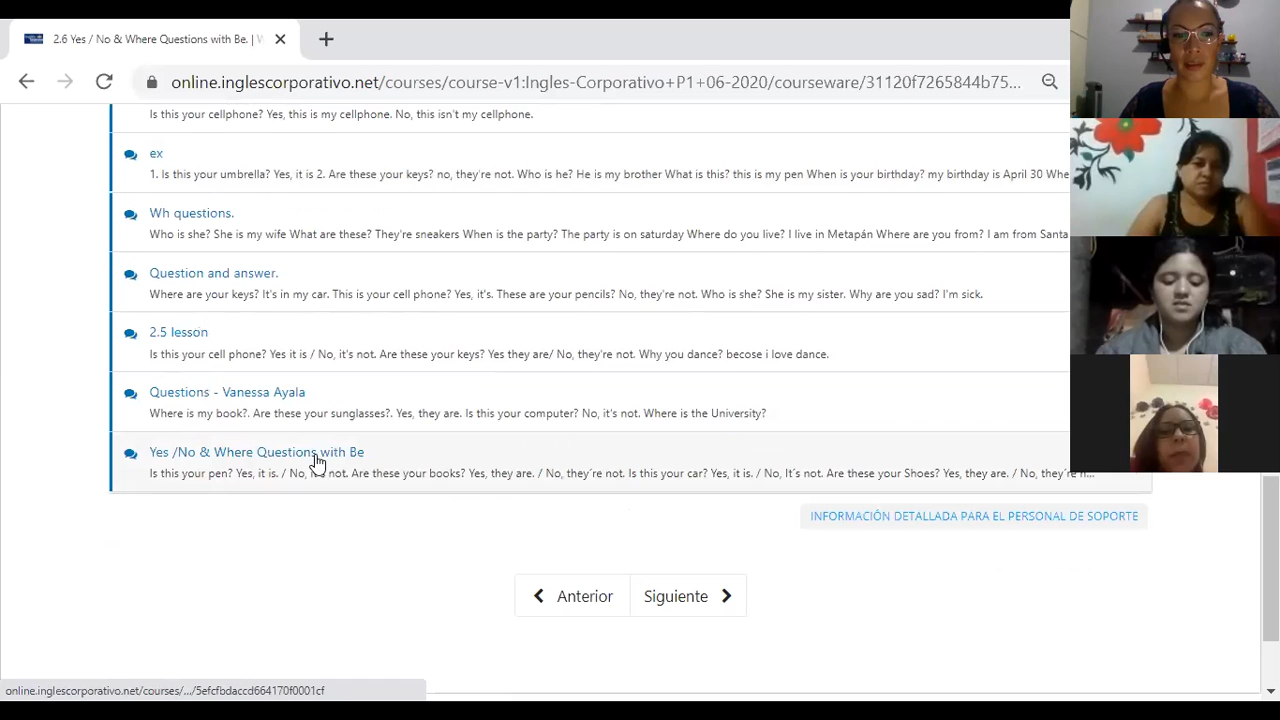 2.6 Yes / No & Where Questions with Be. |
online.inglescorporativo.net/courses/course-v1:Ingles-Corporativo+P1+06-2020/courseware/31120f7265844b75...
Is this your cellphone? Yes, this is my cellphone. No, this isn't my cellphone.
ex
1. Is this your umbrella? Yes, it is 2. Are these your keys? no, they're not. Who is he? He is my brother What is this? this is my pen When is your birthday? my birthday is April 30 Whe
Wh questions.
Who is she? She is my wife What are these? They're sneakers When is the party? The party is on saturday Where do you live? I live in Metapán Where are you from? I am from Santa
Question and answer.
Where are your keys? It's in my car. This is your cell phone? Yes, it's. These are your pencils? No, they're not. Who is she? She is my sister. Why are you sad? I'm sick.
2.5 lesson
Is this your cell phone? Yes it is / No, it's not. Are these your keys? Yes they are/ No, they're not. Why you dance? becose i love dance.
Questions - Vanessa Ayala
Where is my book?. Are these your sunglasses?. Yes, they are. Is this your computer? No, it's not. Where is the University?
Yes /No & Where Questions with Be
Is this your pen? Yes, it is. / No, it´s not. Are these your books? Yes, they are. / No, they´re not. Is this your car? Yes, it is. / No, It´s not. Are these your Shoes? Yes, they are. / No, they´re n...
INFORMACIÓN DETALLADA PARA EL PERSONAL DE SOPORTE
Anterior Siguiente
online.inglescorporativo.net/courses/.../5efcfbdaccd664170f0001cf